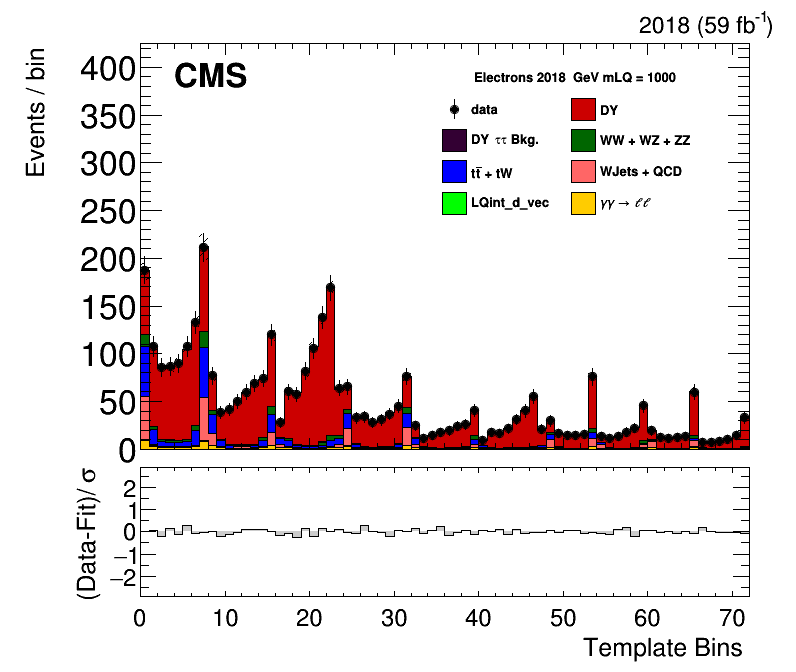 2018 (59 fb⁻¹)
Events / bin
CMS
Electrons 2018 GeV mLQ = 1000
data
DY
DY ττ Bkg.
WW + WZ + ZZ
tt̅ + tW
WJets + QCD
LQint_d_vec
γγ → ℓℓ
400
350
300
250
200
150
100
50
0
(Data-Fit)/ σ
2
1
0
−1
−2
0 10 20 30 40 50 60 70
Template Bins